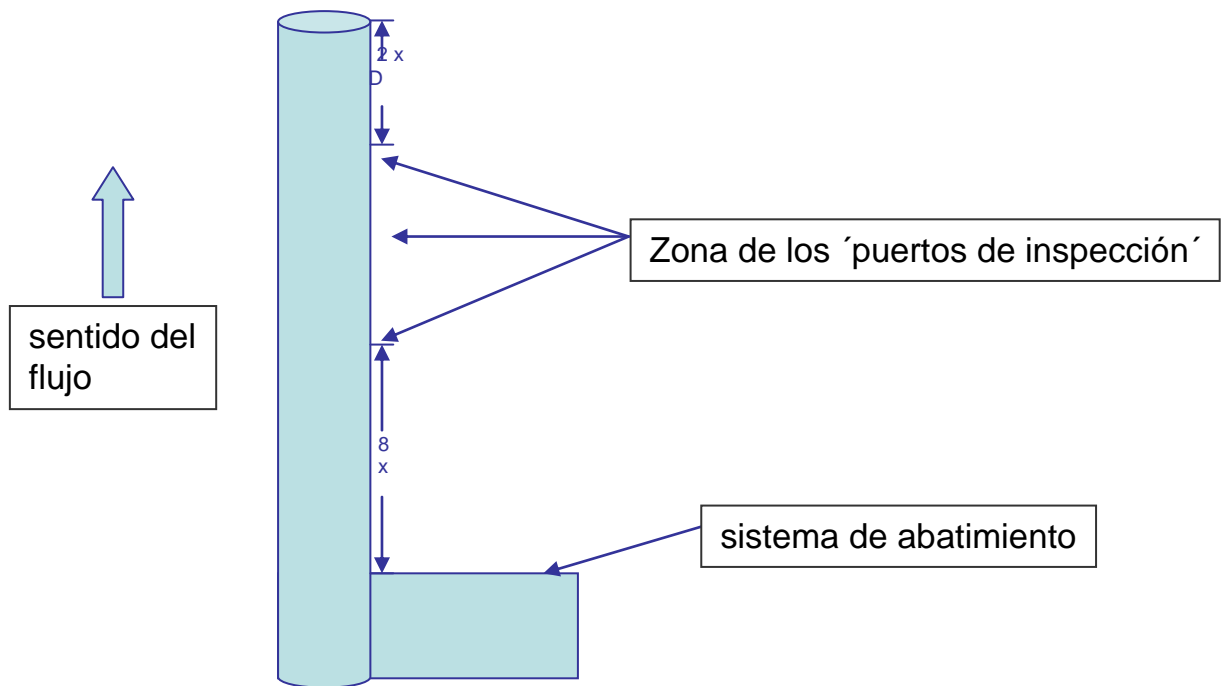 2 x
D
Zona de los ´puertos de inspección´
sentido del
flujo
8
x
sistema de abatimiento